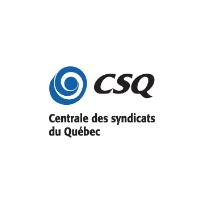 CSQ
Centrale des syndicats
du Québec